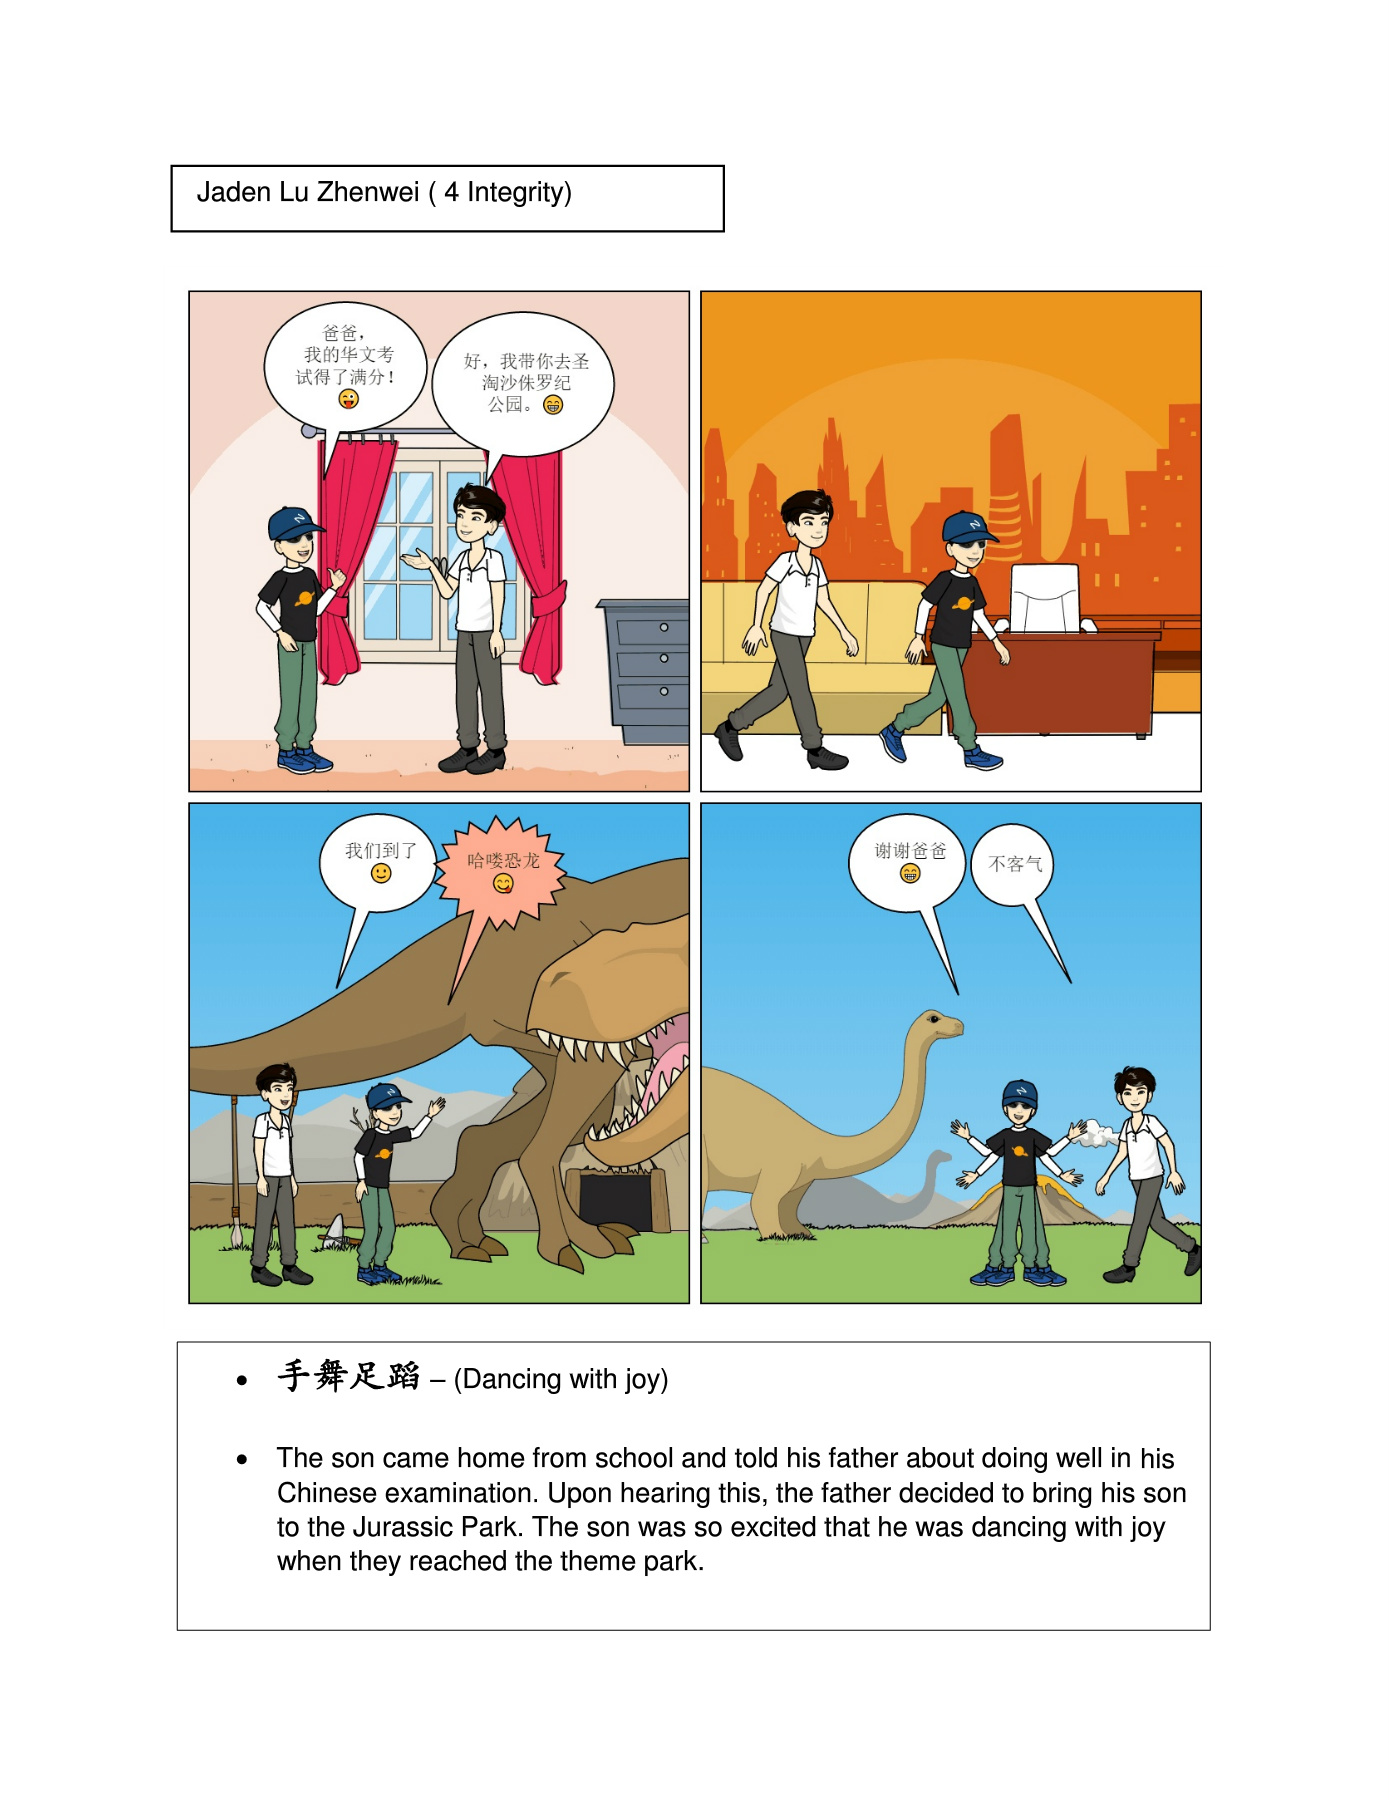 Jaden Lu Zhenwei ( 4 Integrity)
爸爸，
我的华文考
试得了满分！
好，我带你去圣
淘沙侏罗纪
公园。
我们到了
哈喽恐龙
谢谢爸爸
不客气
• 手舞足蹈 – (Dancing with joy)
• The son came home from school and told his father about doing well in his
Chinese examination. Upon hearing this, the father decided to bring his son
to the Jurassic Park. The son was so excited that he was dancing with joy
when they reached the theme park.